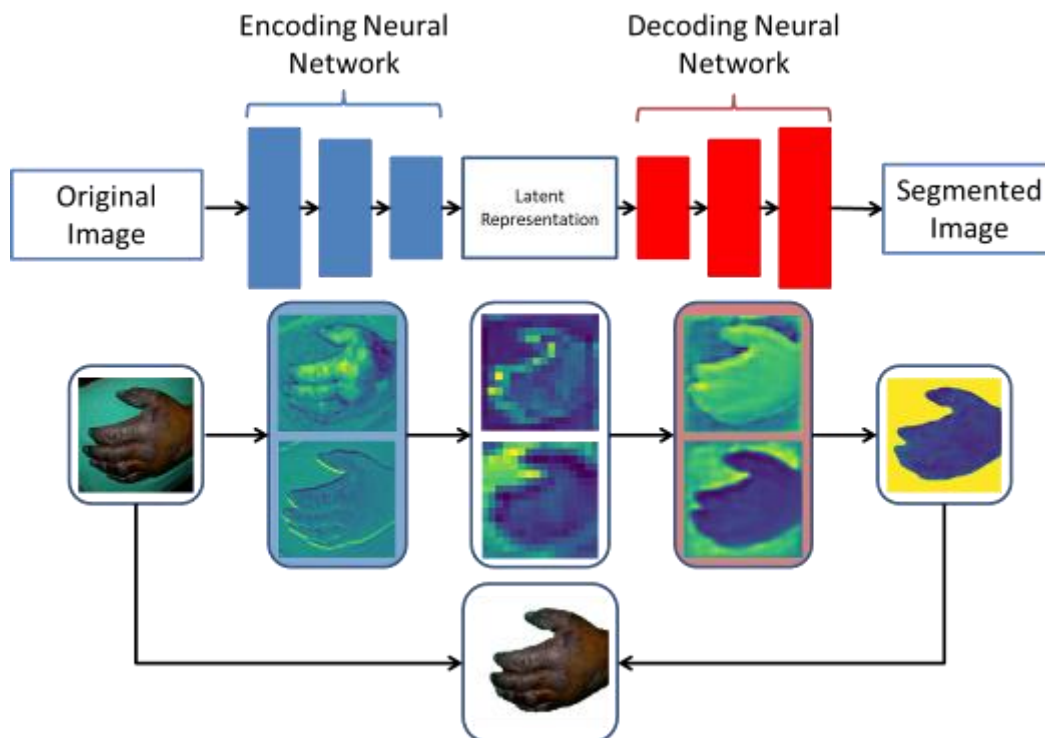 Encoding Neural
Network
Decoding Neural
Network
Original
Image
Latent
Representation
Segmented
Image